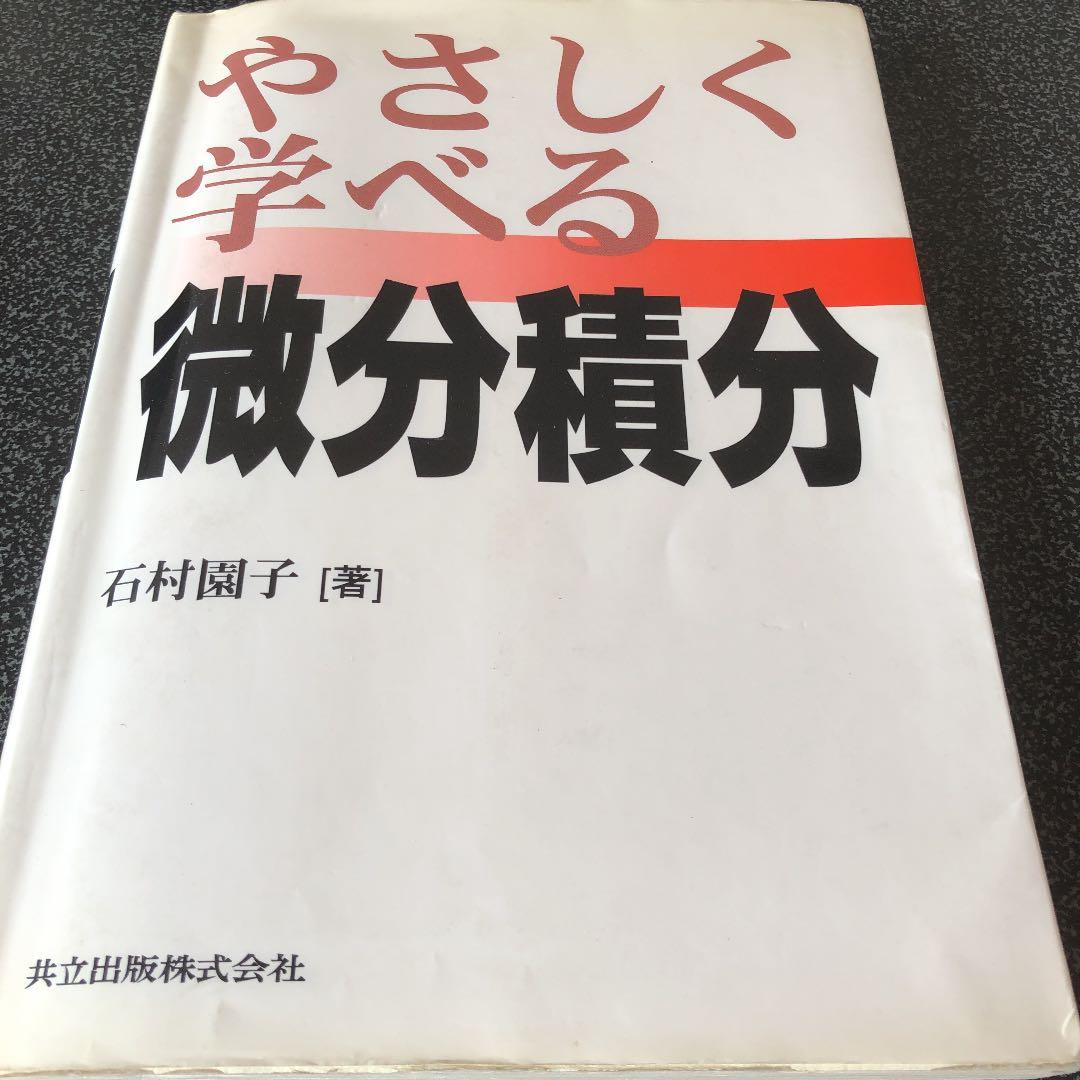 やさしく
学べる
微分積分
石村園子 [著]
共立出版株式会社